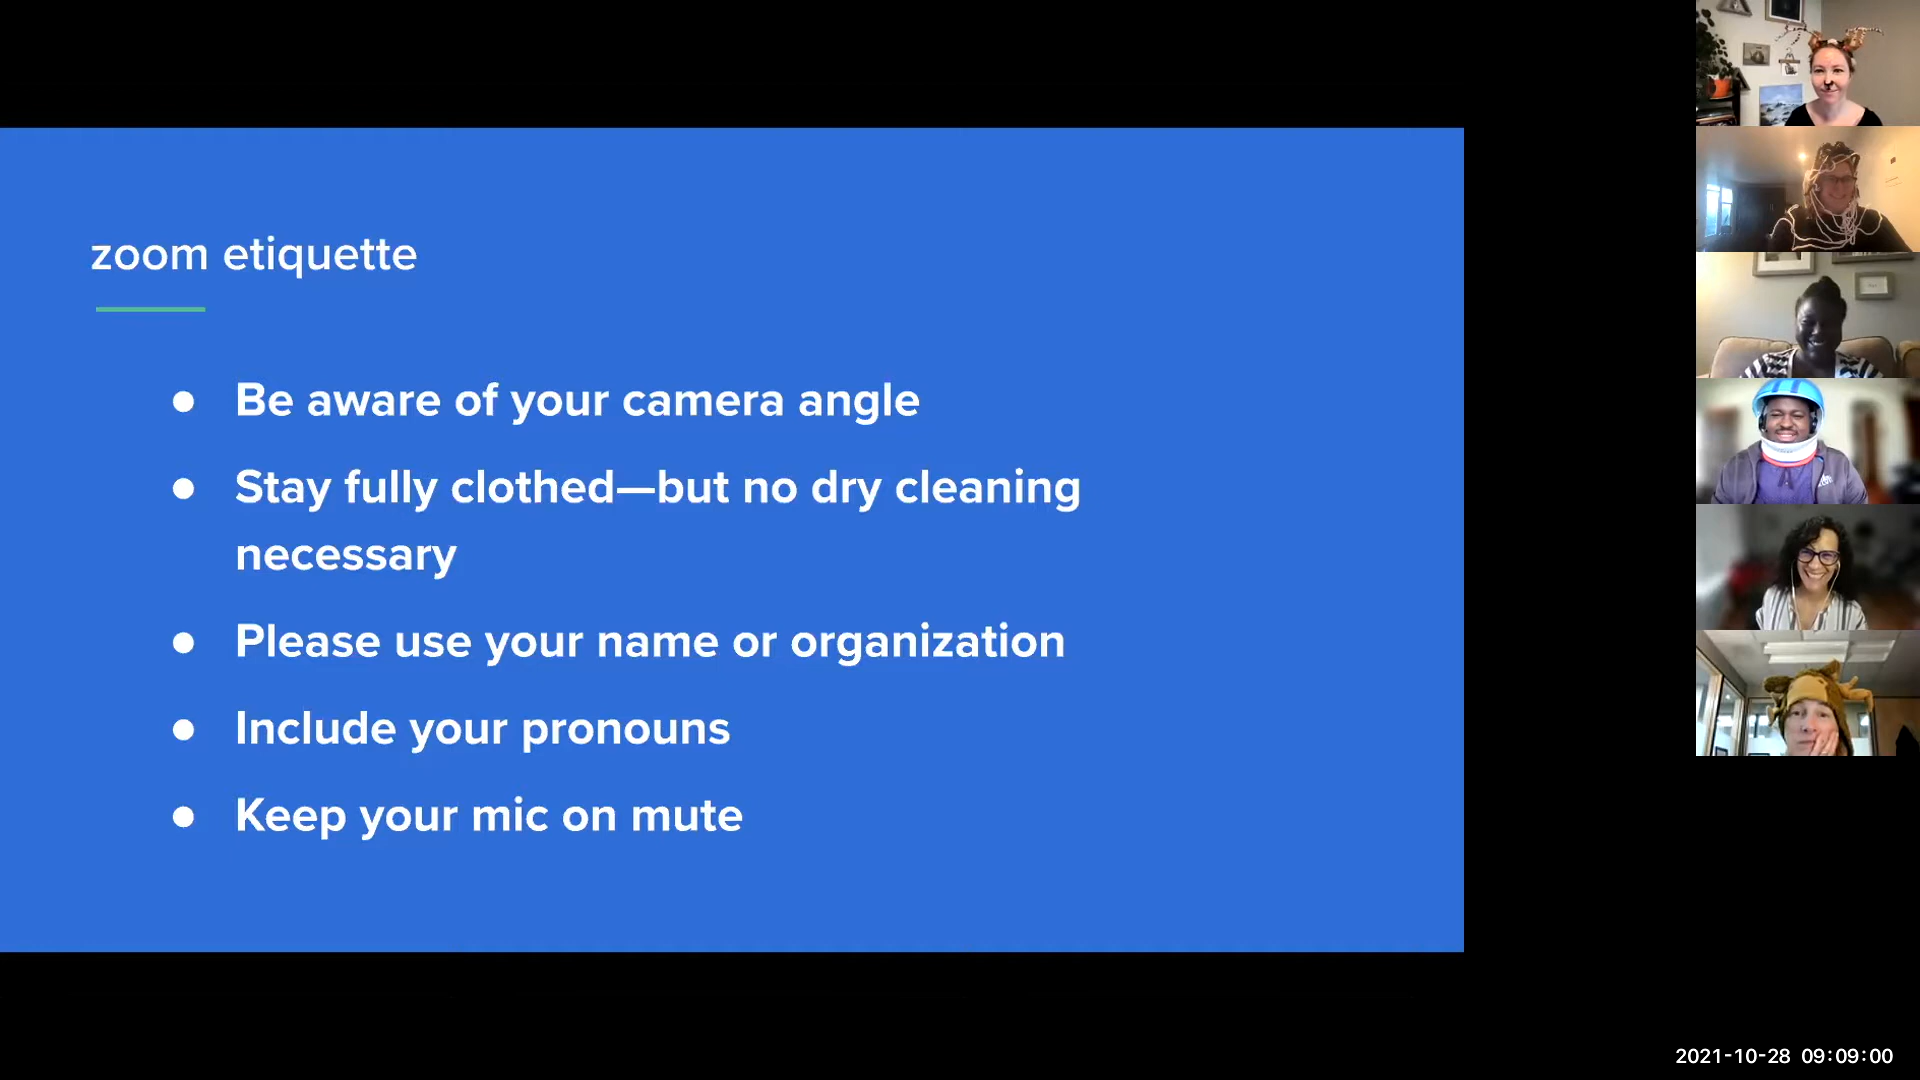 zoom etiquette
● Be aware of your camera angle
● Stay fully clothed—but no dry cleaning
necessary
● Please use your name or organization
● Include your pronouns
● Keep your mic on mute
2021-10-28 09:09:00